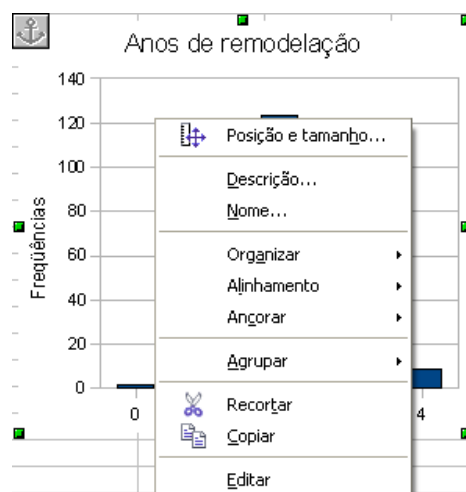 Anos de remodelação
140
120
100
80
60
40
20
0
Freqüências
0
4
Posição e tamanho...
Descrição...
Nome...
Organizar
Alinhamento
Ancorar
Agrupar
Recortar
Copiar
Editar